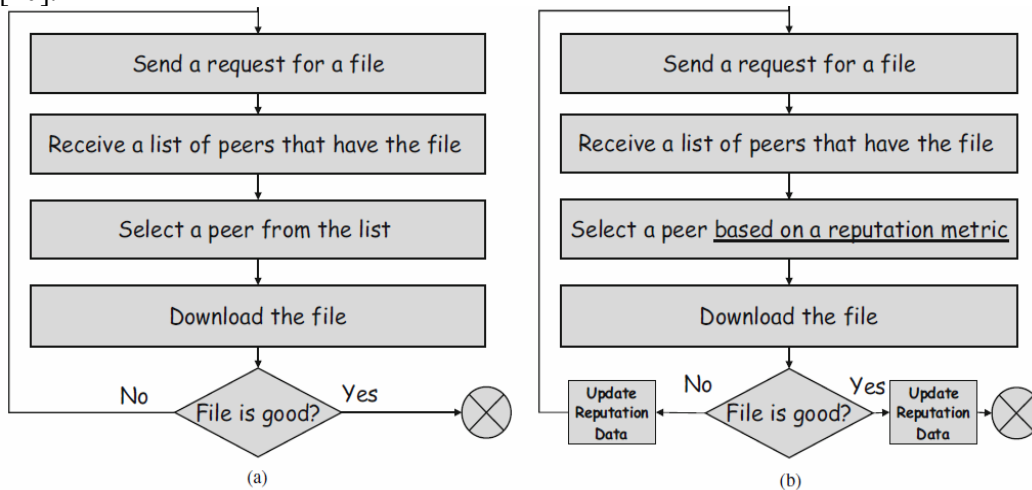 Send a request for a file
Receive a list of peers that have the file
Select a peer from the list
Download the file
No
Yes
File is good?
(a)
Send a request for a file
Receive a list of peers that have the file
Select a peer based on a reputation metric
Download the file
No
Yes
Update
Reputation
Data
File is good?
Update
Reputation
Data
(b)